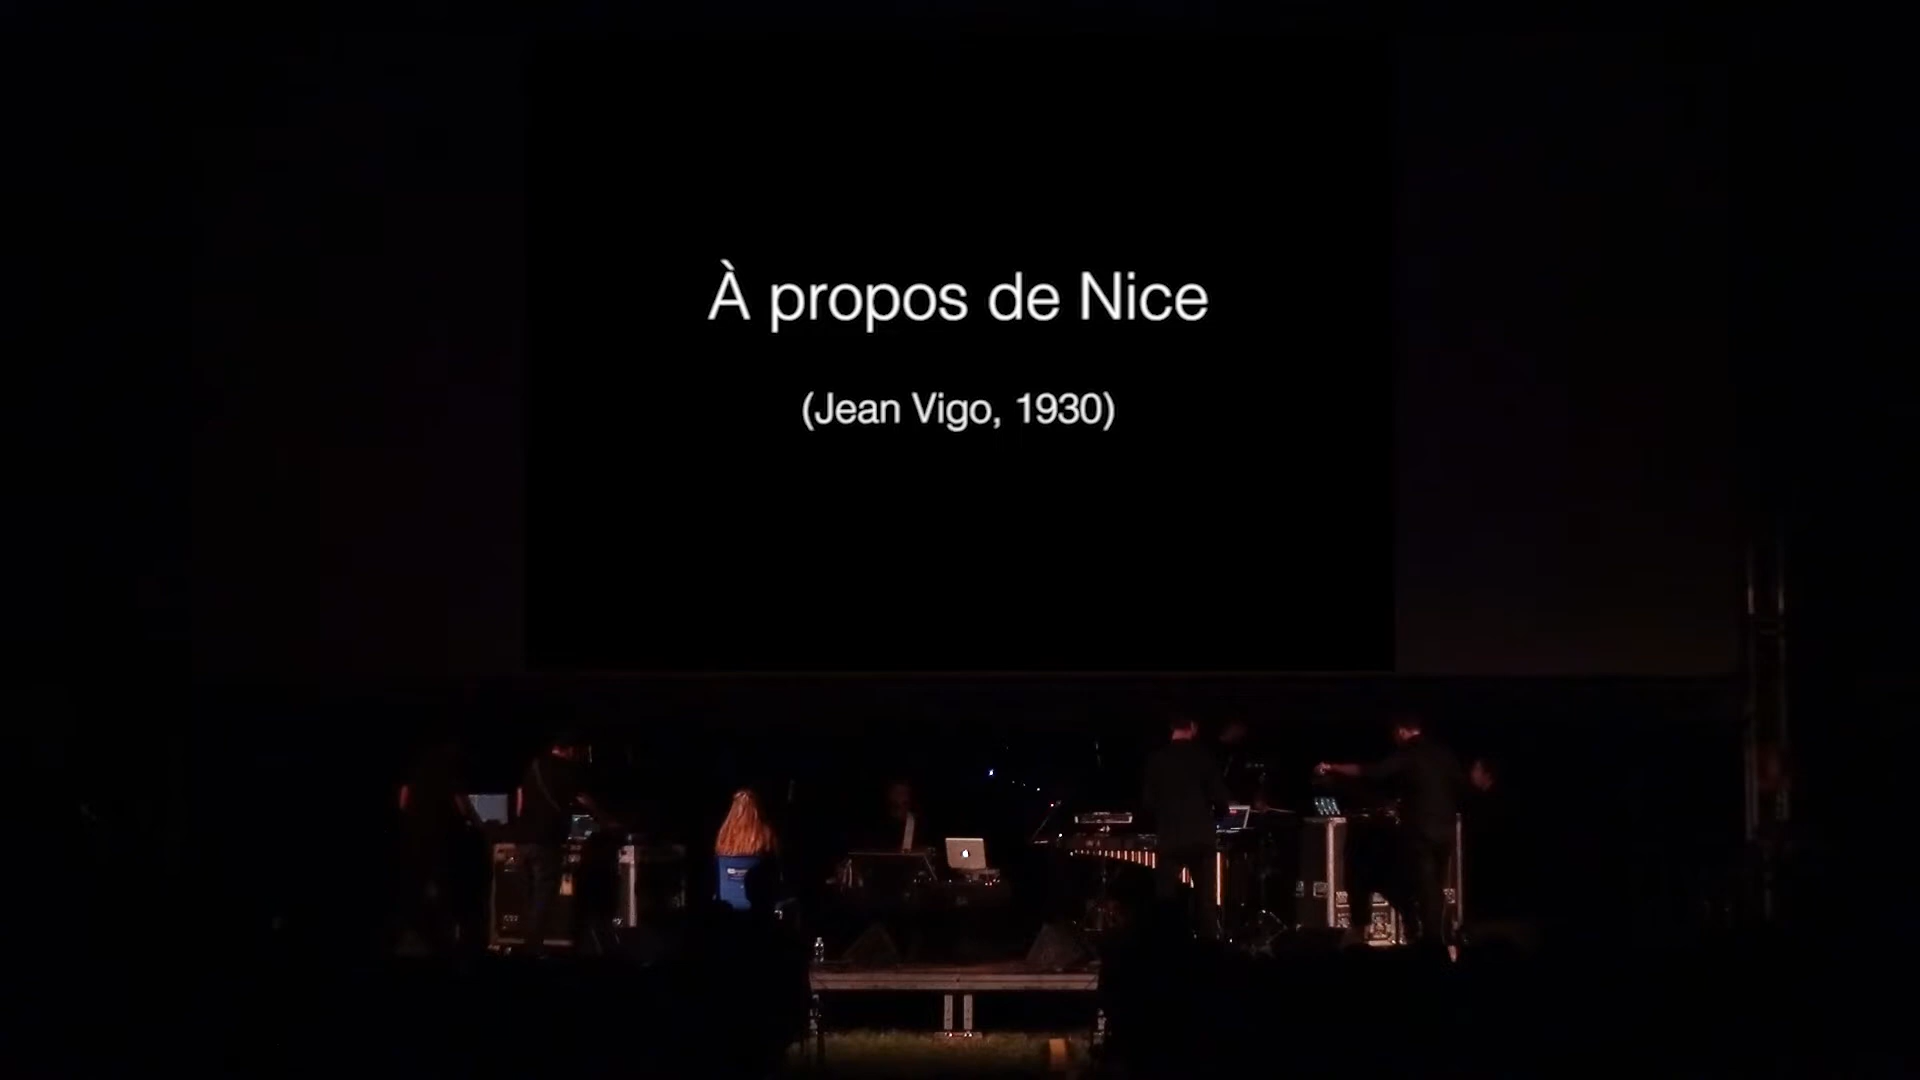 À propos de Nice
(Jean Vigo, 1930)